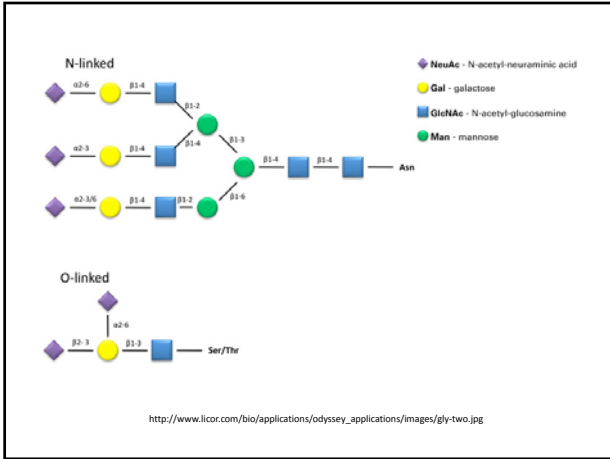 N-linked
NeuAc - N-acetyl-neuraminic acid
Gal - galactose
GlcNAc - N-acetyl-glucosamine
Man - mannose
α2-6 β1-4 β1-2
α2-3 β1-4 β1-4 β1-3
β1-4 β1-4 Asn
α2-3/6 β1-4 β1-2 β1-6
O-linked
α2-6
β2- 3 β1-3 Ser/Thr
http://www.licor.com/bio/applications/odyssey_applications/images/gly-two.jpg